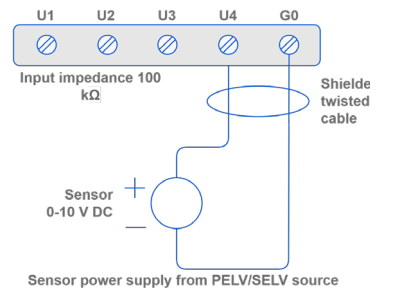 U1 U2 U3 U4 G0
Input impedance 100
kΩ
Shielde
twisted
cable
Sensor
0-10 V DC
+
—
Sensor power supply from PELV/SELV source